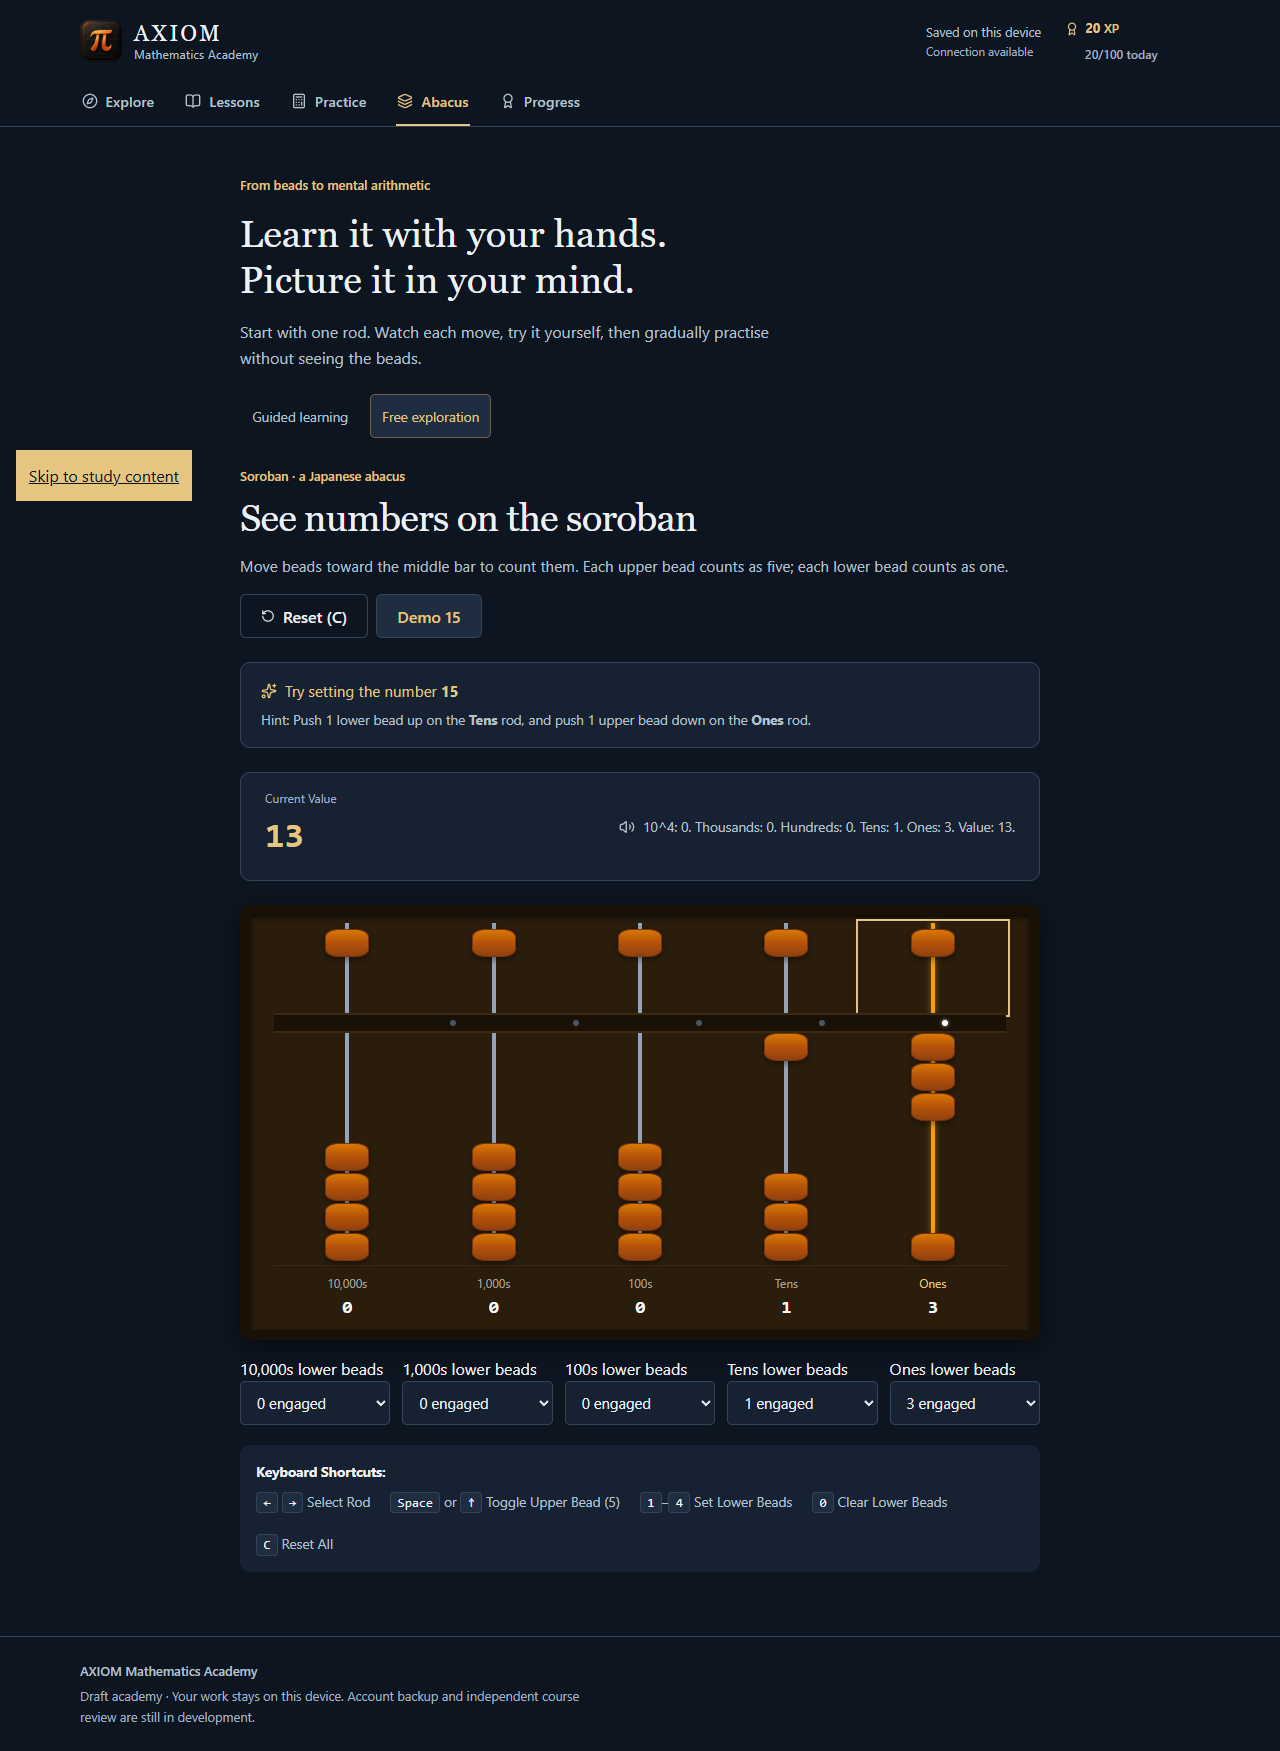 AXIOM
Mathematics Academy
Saved on this device
Connection available
20 XP
20/100 today
Explore
Lessons
Practice
Abacus
Progress
From beads to mental arithmetic
Learn it with your hands.
Picture it in your mind.
Start with one rod. Watch each move, try it yourself, then gradually practise
without seeing the beads.
Guided learning
Free exploration
Skip to study content
Soroban · a Japanese abacus
See numbers on the soroban
Move beads toward the middle bar to count them. Each upper bead counts as five; each lower bead counts as one.
Reset (C)
Demo 15
Try setting the number 15
Hint: Push 1 lower bead up on the Tens rod, and push 1 upper bead down on the Ones rod.
Current Value
13
10^4: 0. Thousands: 0. Hundreds: 0. Tens: 1. Ones: 3. Value: 13.
10,000s 1,000s 100s Tens Ones
0 0 0 1 3
10,000s lower beads 1,000s lower beads 100s lower beads Tens lower beads Ones lower beads
0 engaged 0 engaged 0 engaged 1 engaged 3 engaged
Keyboard Shortcuts:
← → Select Rod Space or ↑ Toggle Upper Bead (5) 1–4 Set Lower Beads 0 Clear Lower Beads
C Reset All
AXIOM Mathematics Academy
Draft academy · Your work stays on this device. Account backup and independent course
review are still in development.